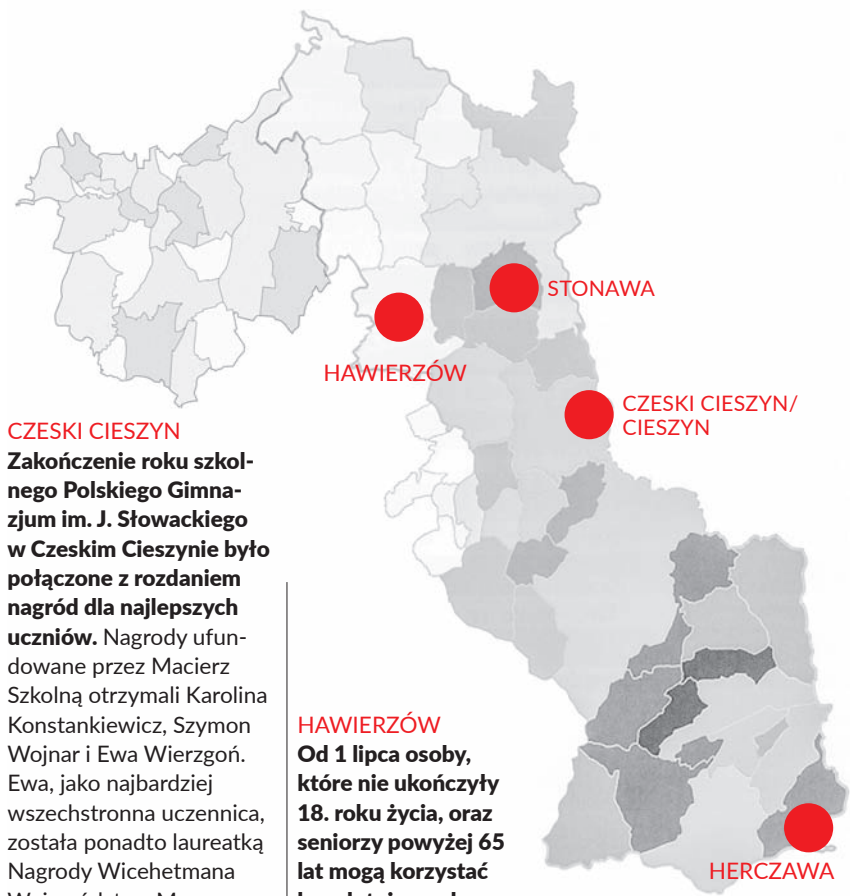 STONAWA
HAWIERZÓW
CZESKI CIESZYN/
CIESZYN
HERCZAWA
CZESKI CIESZYN
Zakończenie roku szkol-
nego Polskiego Gimna-
zjum im. J. Słowackiego
w Czeskim Cieszynie było
połączone z rozdaniem
nagród dla najlepszych
uczniów. Nagrody ufun-
dowane przez Macierz
Szkolną otrzymali Karolina
Konstankiewicz, Szymon
Wojnar i Ewa Wierzgoń.
Ewa, jako najbardziej
wszechstronna uczennica,
została ponadto laureatką
Nagrody Wicehetmana
HAWIERZÓW
Od 1 lipca osoby,
które nie ukończyły
18. roku życia, oraz
seniorzy powyżej 65
lat mogą korzystać